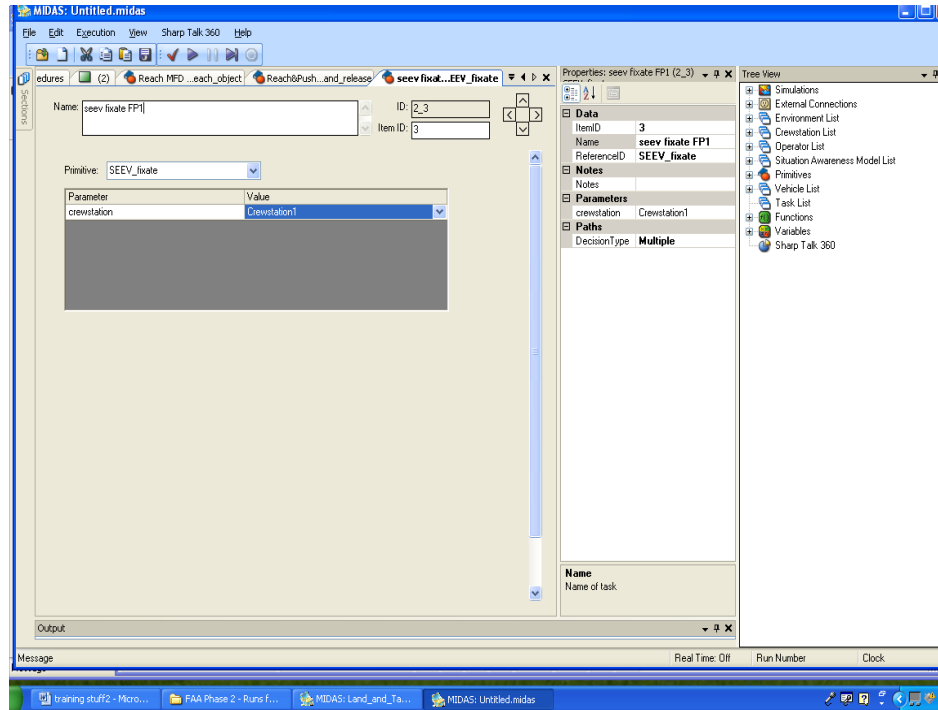 MIDAS: Untitled.midas
File Edit Execution View Sharp Talk 360 Help
edures (2) Reach MFD ...each_object Reach&Push...and_release seev fixat...EEV_fixate
Sections
Name: seev fixate FP1 ID: 2_3
Item ID: 3
Primitive: SEEV_fixate
Parameter Value
crewstation Crewstation1
Properties: seev fixate FP1 (2_3)
Data
ItemID 3
Name seev fixate FP1
ReferenceID SEEV_fixate
Notes
Notes
Parameters
crewstation Crewstation1
Paths
DecisionType Multiple
Name
Name of task
Tree View
Simulations
External Connections
Environment List
Crewstation List
Operator List
Situation Awareness Model List
Primitives
Vehicle List
Task List
Functions
Variables
Sharp Talk 360
Output
Message Real Time: Off Run Number Clock
training stuff2 - Micro... FAA Phase 2 - Runs f... MIDAS: Land_and_Ta... MIDAS: Untitled.midas